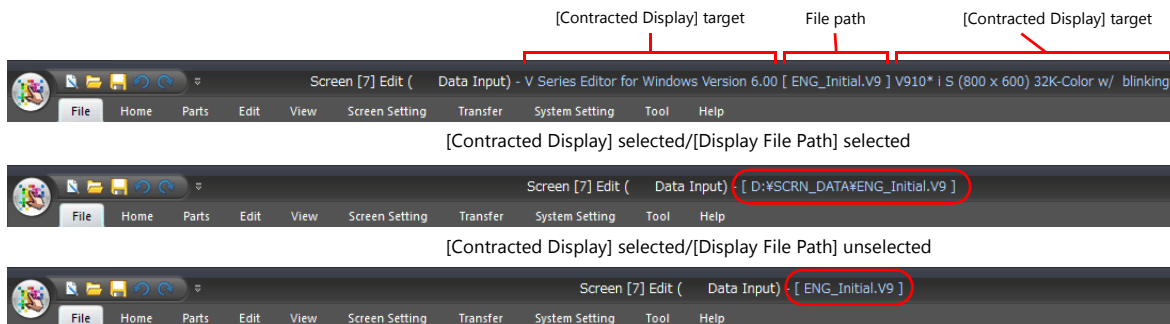 [Contracted Display] target File path [Contracted Display] target
Screen [7] Edit ( Data Input) - V Series Editor for Windows Version 6.00 [ ENG_Initial.V9 ] V910* i S (800 x 600) 32K-Color w/ blinking
File Home Parts Edit View Screen Setting Transfer System Setting Tool Help
[Contracted Display] selected/[Display File Path] selected
Screen [7] Edit ( Data Input) - [ D:¥SCRN_DATA¥ENG_Initial.V9 ]
File Home Parts Edit View Screen Setting Transfer System Setting Tool Help
[Contracted Display] selected/[Display File Path] unselected
Screen [7] Edit ( Data Input) - [ ENG_Initial.V9 ]
File Home Parts Edit View Screen Setting Transfer System Setting Tool Help